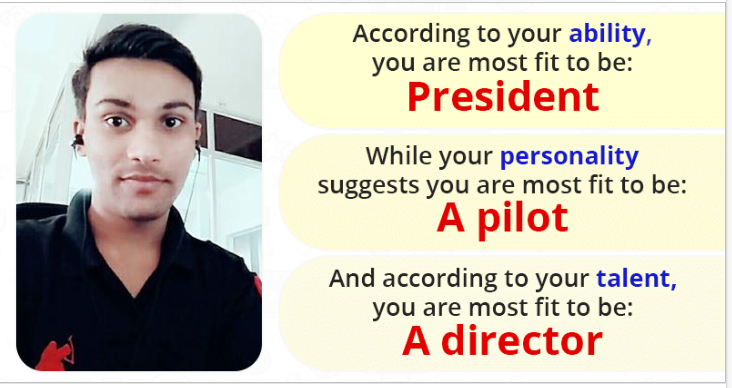 According to your ability,
you are most fit to be:
President
While your personality
suggests you are most fit to be:
A pilot
And according to your talent,
you are most fit to be:
A director